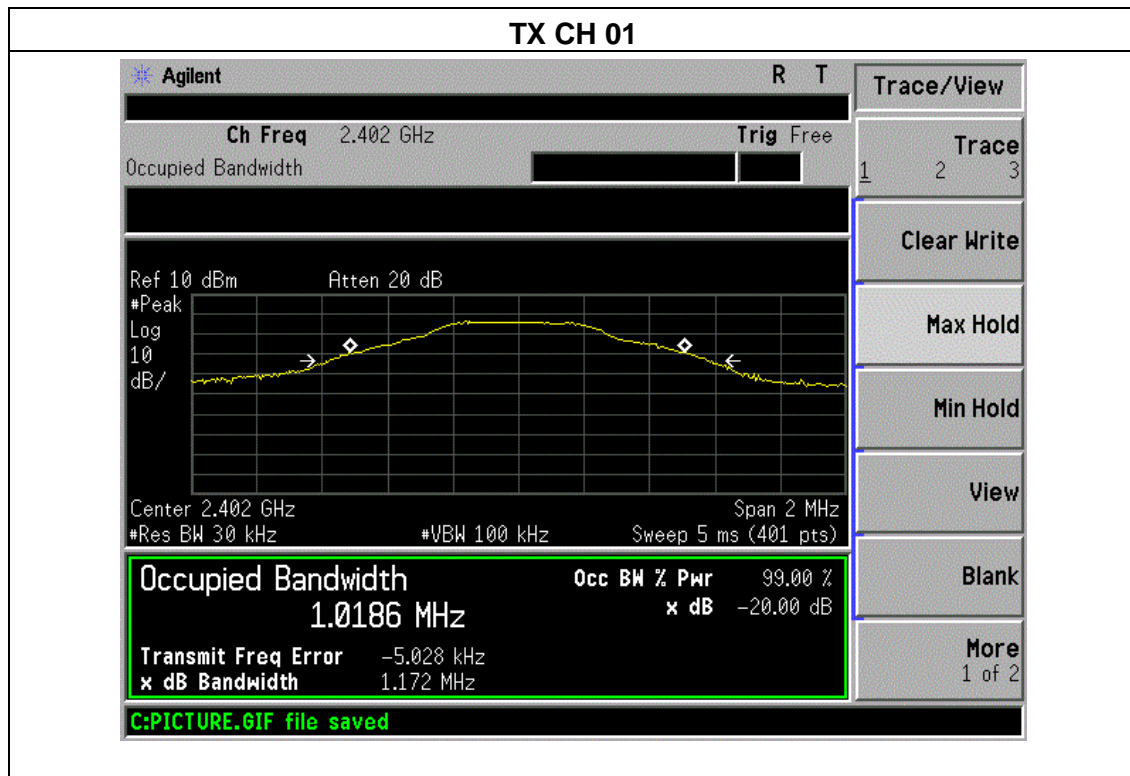 TX CH 01
Agilent R T
Trace/View
Ch Freq 2.402 GHz Trig Free
Occupied Bandwidth
Trace
1 2 3
Clear Write
Ref 10 dBm Atten 20 dB
#Peak
Log
10
dB/
Max Hold
Min Hold
View
Center 2.402 GHz Span 2 MHz
#Res BW 30 kHz #VBW 100 kHz Sweep 5 ms (401 pts)
Occupied Bandwidth Occ BW % Pwr 99.00 %
1.0186 MHz x dB -20.00 dB
Blank
Transmit Freq Error -5.028 kHz
x dB Bandwidth 1.172 MHz
More
1 of 2
C:PICTURE.GIF file saved